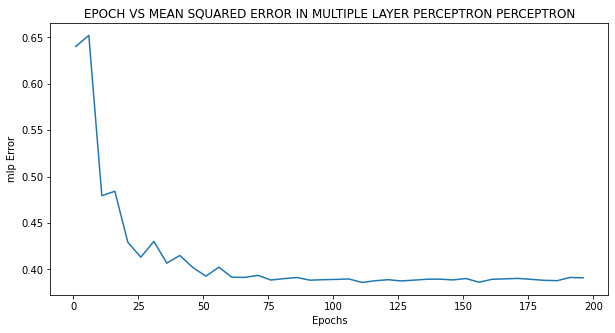 EPOCH VS MEAN SQUARED ERROR IN MULTIPLE LAYER PERCEPTRON PERCEPTRON
0.65
0.60
0.55
0.50
0.45
0.40
mlp Error
0 25 50 75 100 125 150 175 200
Epochs